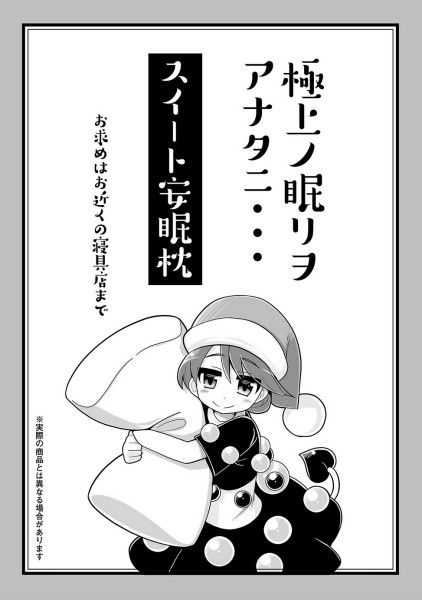 極上ノ眠リヲ
アナタニ・・・
スイート安眠枕
お求めはお近くの寝具店まで
※実際の商品とは異なる場合があります